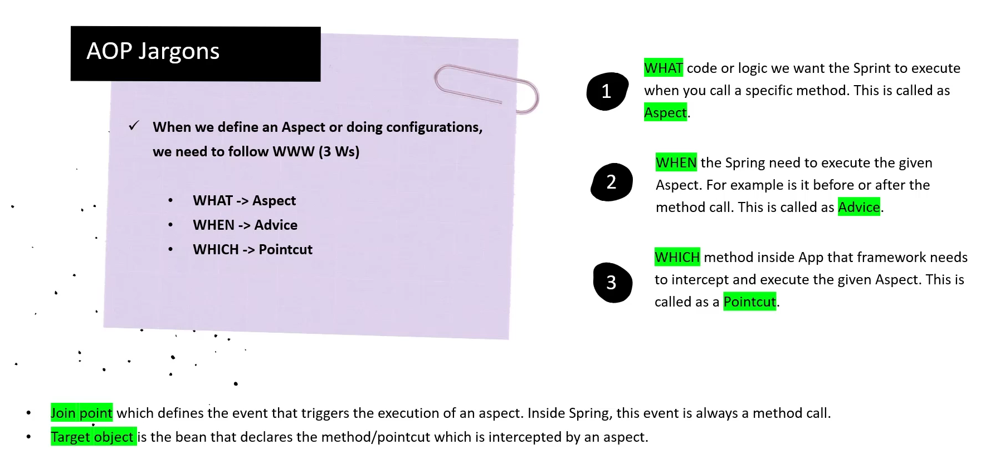 AOP Jargons
✓ When we define an Aspect or doing configurations,
we need to follow WWW (3 Ws)
• WHAT -> Aspect
• WHEN -> Advice
• WHICH -> Pointcut
1
WHAT code or logic we want the Sprint to execute
when you call a specific method. This is called as
Aspect.
2
WHEN the Spring need to execute the given
Aspect. For example is it before or after the
method call. This is called as Advice.
3
WHICH method inside App that framework needs
to intercept and execute the given Aspect. This is
called as a Pointcut.
• Join point which defines the event that triggers the execution of an aspect. Inside Spring, this event is always a method call.
• Target object is the bean that declares the method/pointcut which is intercepted by an aspect.